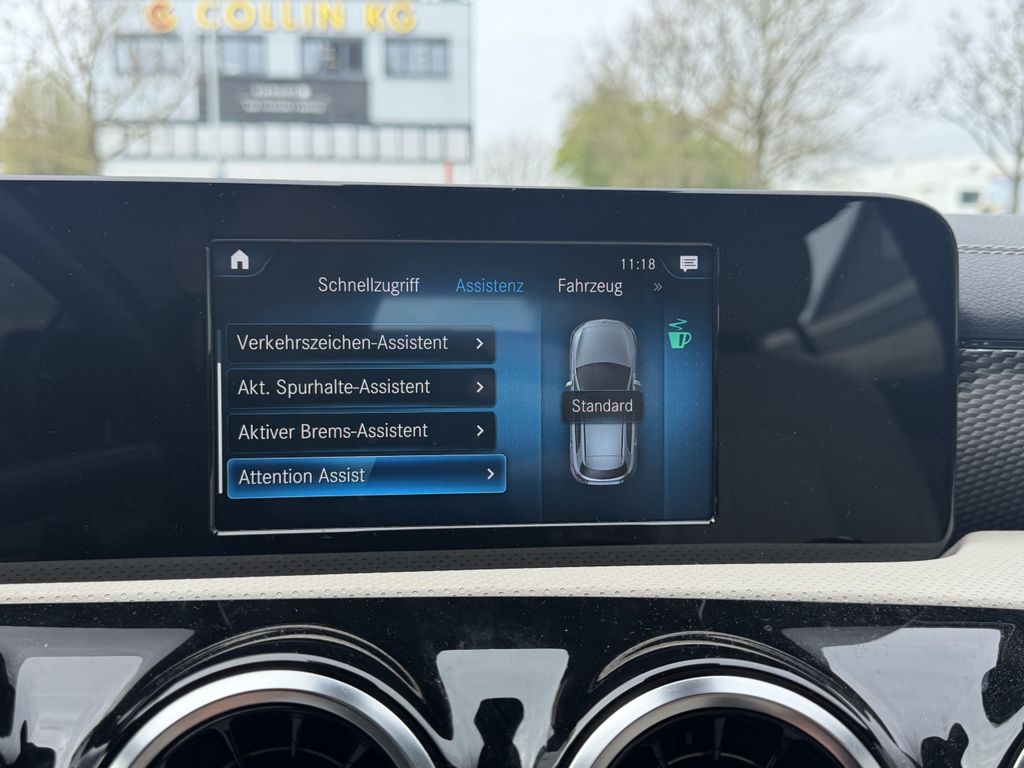 COLLIN KG
11:18
Schnellzugriff Assistenz Fahrzeug »
Verkehrszeichen-Assistent >
Akt. Spurhalte-Assistent >
Aktiver Brems-Assistent >
Attention Assist >
Standard